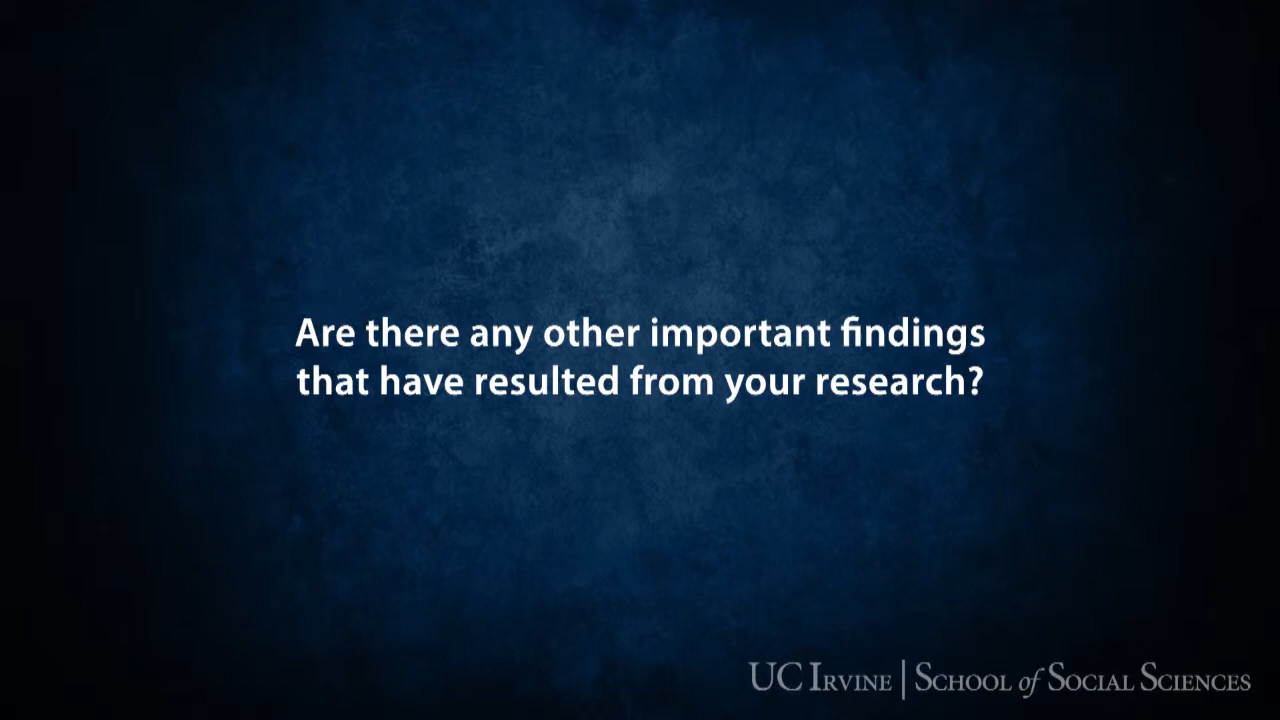 Are there any other important findings
that have resulted from your research?
UC IRVINE | SCHOOL of SOCIAL SCIENCES